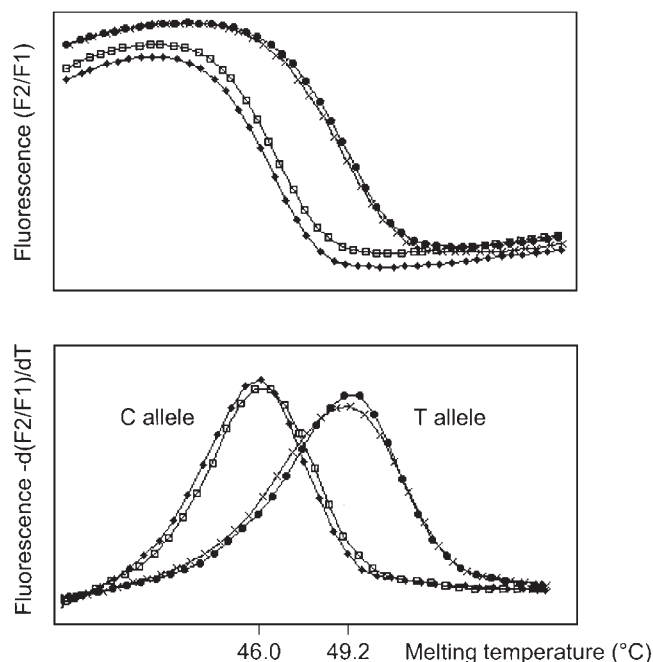 Fluorescence (F2/F1)
Fluorescence -d(F2/F1)/dT
C allele
T allele
46.0
49.2
Melting temperature (°C)